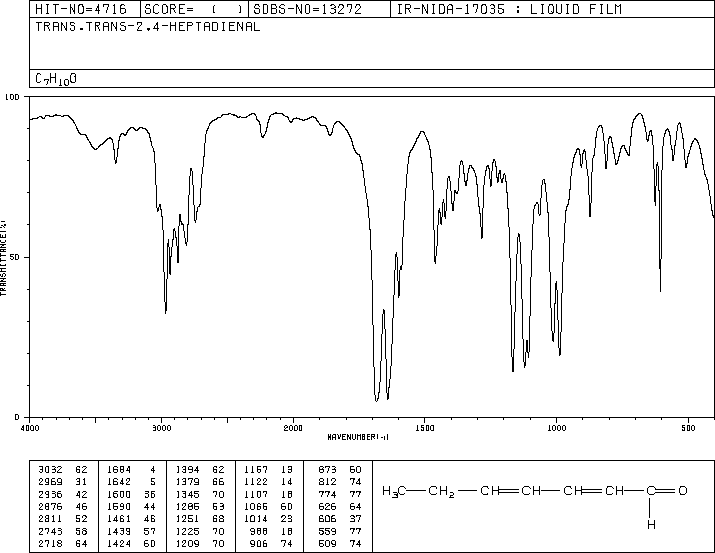 HIT-NO=4716 SCORE= ( ) SDBS-NO=13272 IR-NIDA-17035 : LIQUID FILM
TRANS.TRANS-2.4-HEPTADIENAL
C7H10O
100
TRANSMITTANCE(%)
50
0
4000 3000 2000 1500 1000 500
WAVENUMBER(-1)
3032 62 1684 4 1394 62 1167 13 873 60
2969 31 1642 5 1379 66 1122 14 812 74
2936 42 1600 36 1345 70 1107 18 774 77
2876 46 1590 44 1285 53 1066 60 626 64
2811 52 1461 46 1251 68 1014 23 606 37
2743 58 1439 57 1225 70 988 18 559 77
2718 64 1424 60 1209 70 906 74 509 74
H3C CH2 CH CH CH CH C O
H